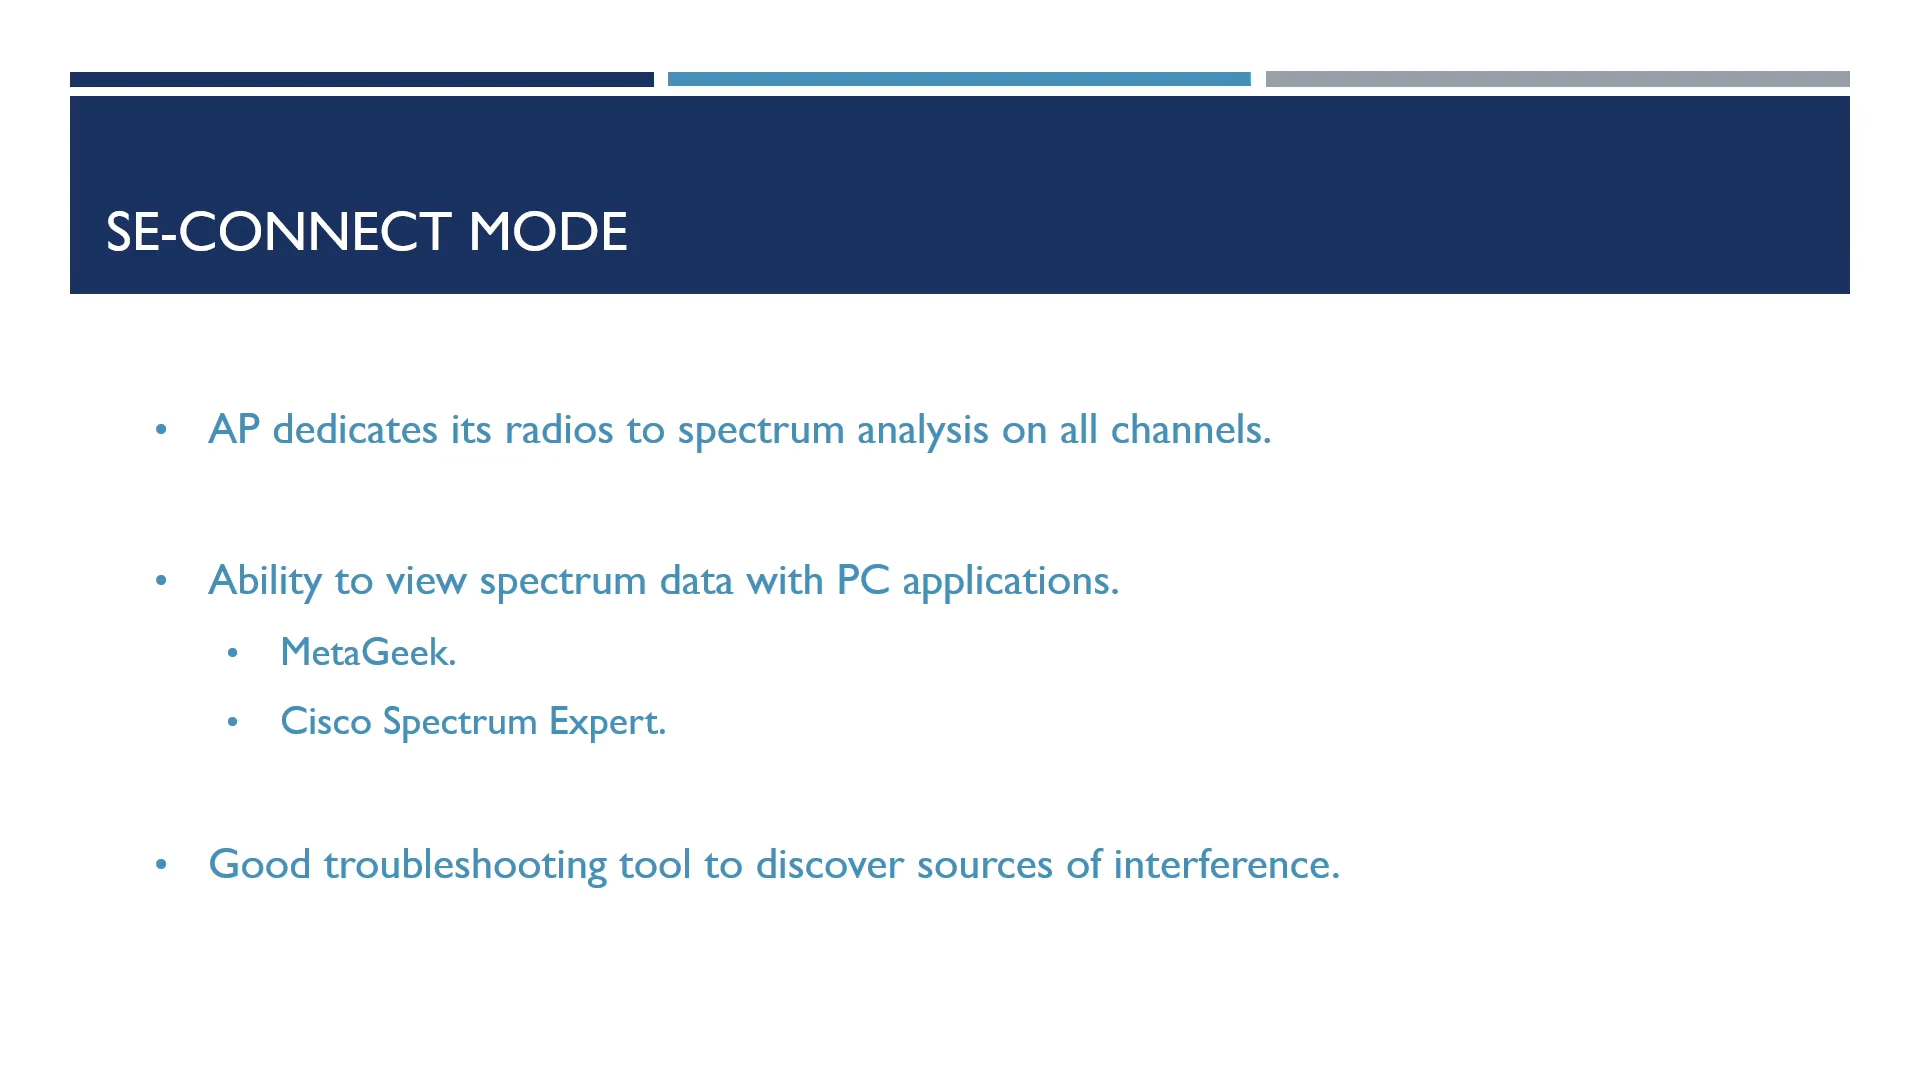 SE-CONNECT MODE
• AP dedicates its radios to spectrum analysis on all channels.
• Ability to view spectrum data with PC applications.
• MetaGeek.
• Cisco Spectrum Expert.
• Good troubleshooting tool to discover sources of interference.